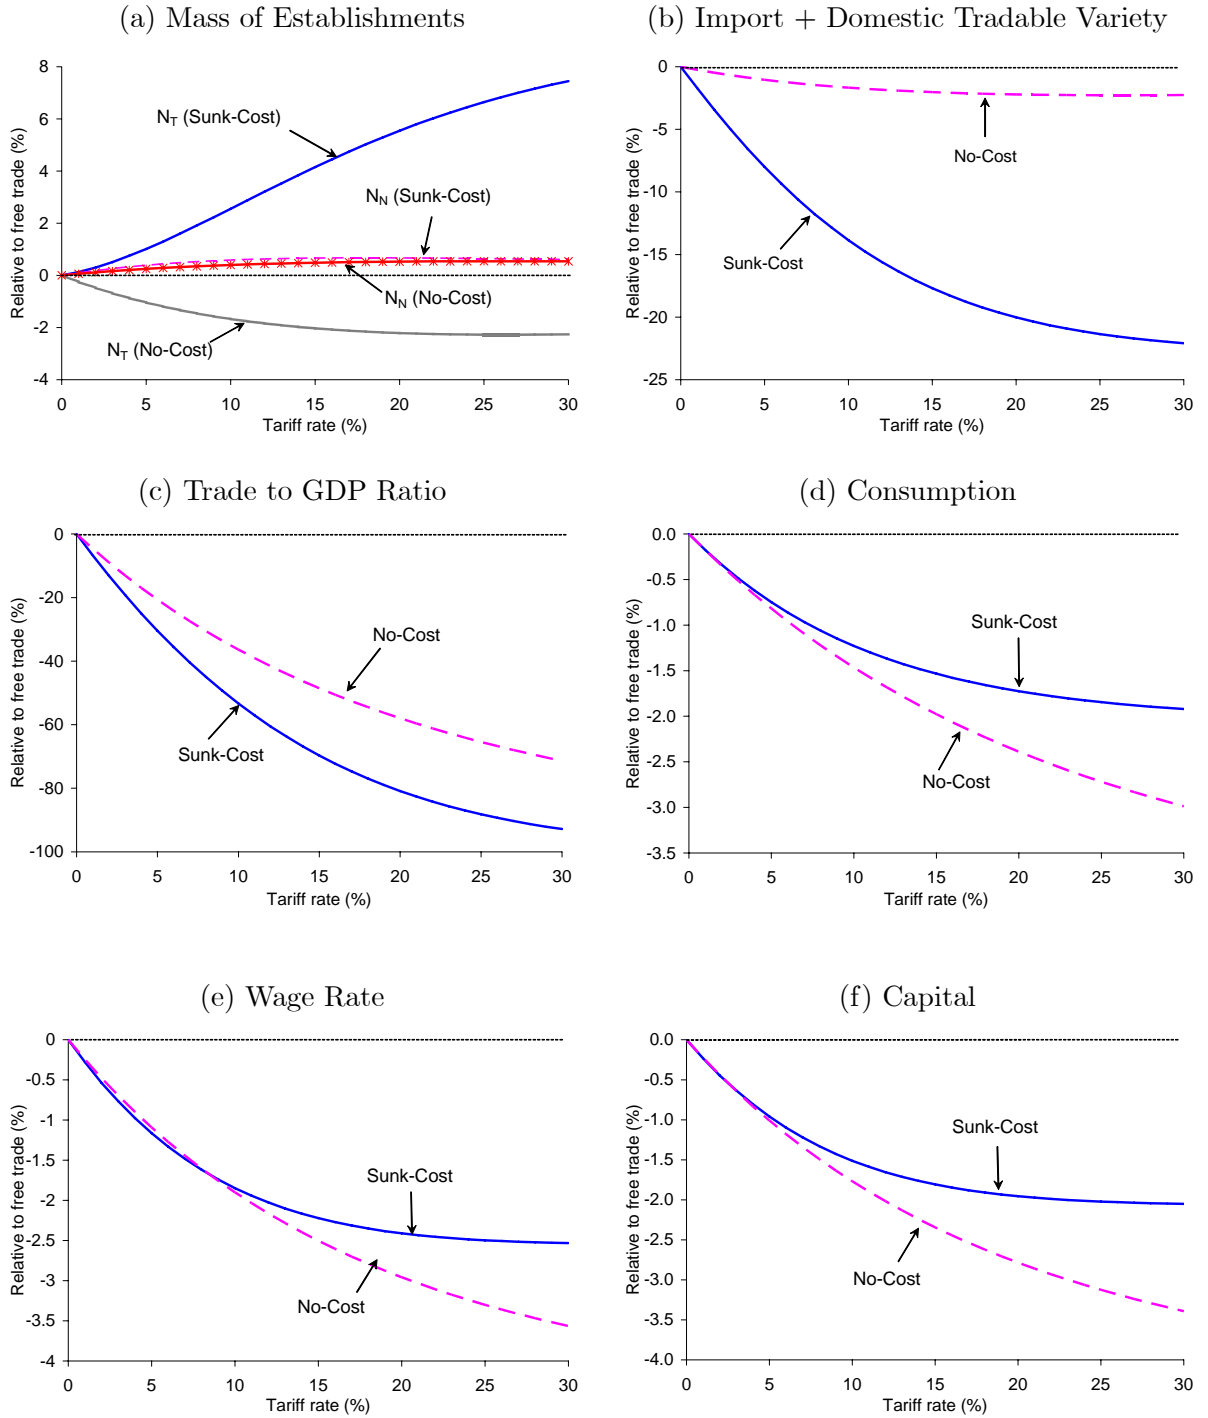 (a) Mass of Establishments
8
6
4
2
0
-2
-4
Relative to free trade (%)
N_T (Sunk-Cost)
N_N (Sunk-Cost)
N_N (No-Cost)
N_T (No-Cost)
0 5 10 15 20 25 30
Tariff rate (%)
(b) Import + Domestic Tradable Variety
0
-5
-10
-15
-20
-25
Relative to free trade (%)
No-Cost
Sunk-Cost
0 5 10 15 20 25 30
Tariff rate (%)
(c) Trade to GDP Ratio
0
-20
-40
-60
-80
-100
Relative to free trade (%)
No-Cost
Sunk-Cost
0 5 10 15 20 25 30
Tariff rate (%)
(d) Consumption
0.0
-0.5
-1.0
-1.5
-2.0
-2.5
-3.0
-3.5
Relative to free trade (%)
Sunk-Cost
No-Cost
0 5 10 15 20 25 30
Tariff rate (%)
(e) Wage Rate
0
-0.5
-1
-1.5
-2
-2.5
-3
-3.5
-4
Relative to free trade (%)
Sunk-Cost
No-Cost
0 5 10 15 20 25 30
Tariff rate (%)
(f) Capital
0.0
-0.5
-1.0
-1.5
-2.0
-2.5
-3.0
-3.5
-4.0
Relative to free trade (%)
Sunk-Cost
No-Cost
0 5 10 15 20 25 30
Tariff rate (%)